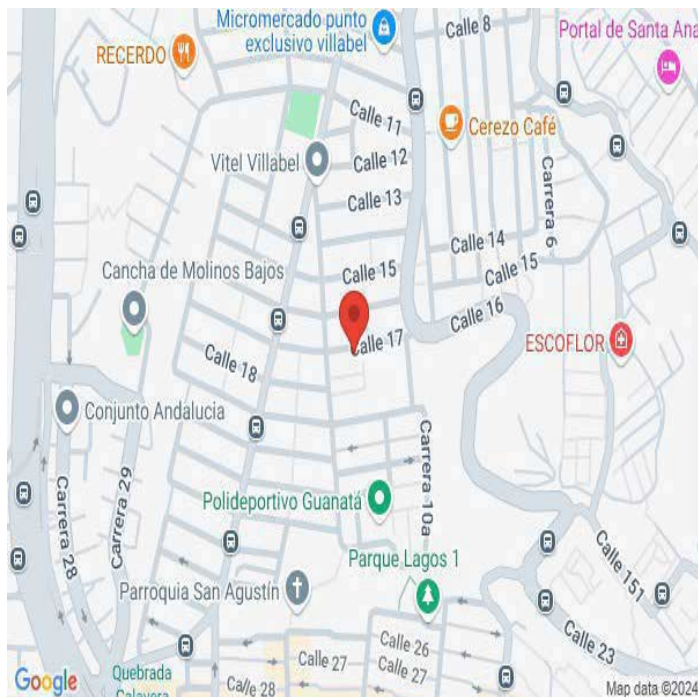 Micromercado punto
exclusivo villabel
Calle 8
Portal de Santa Ana
RECERDO
Calle 11
Cerezo Café
Calle 12
Vitel Villabel
Calle 13
Carrera 6
Calle 14
Calle 15
Calle 15
Cancha de Molinos Bajos
Calle 16
Calle 17
ESCOFLOR
Calle 18
Conjunto Andalucia
Carrera 10a
Carrera 29
Polideportivo Guanatá
Carrera 28
Parque Lagos 1
Parroquia San Agustín
Calle 151
Calle 23
Calle 26
Calle 27
Calle 27
Quebrada
Calavera
Calle 28
Google
Map data ©2024